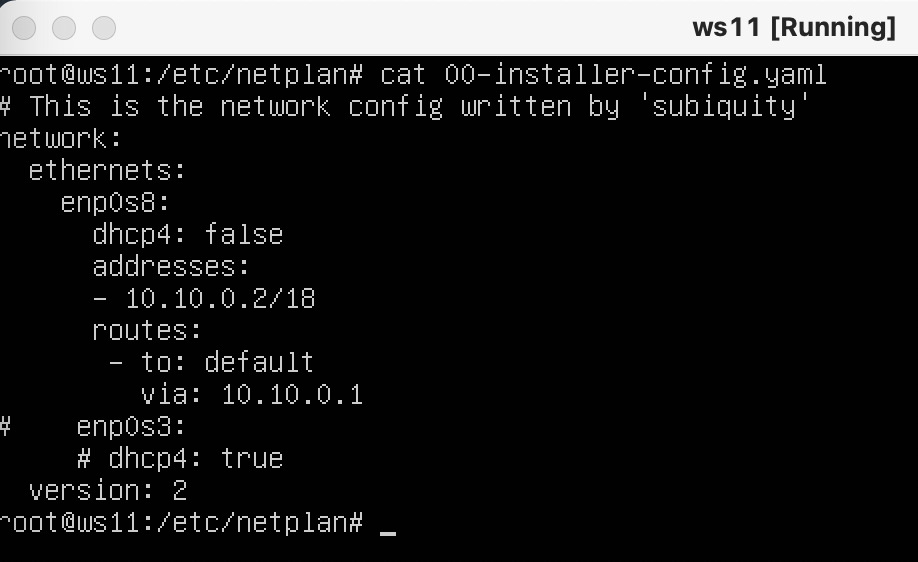 ws11 [Running]
root@ws11:/etc/netplan# cat 00-installer-config.yaml
# This is the network config written by 'subiquity'
network:
  ethernets:
    enp0s8:
      dhcp4: false
      addresses:
      - 10.10.0.2/18
      routes:
       - to: default
         via: 10.10.0.1
#    enp0s3:
     # dhcp4: true
  version: 2
root@ws11:/etc/netplan# _